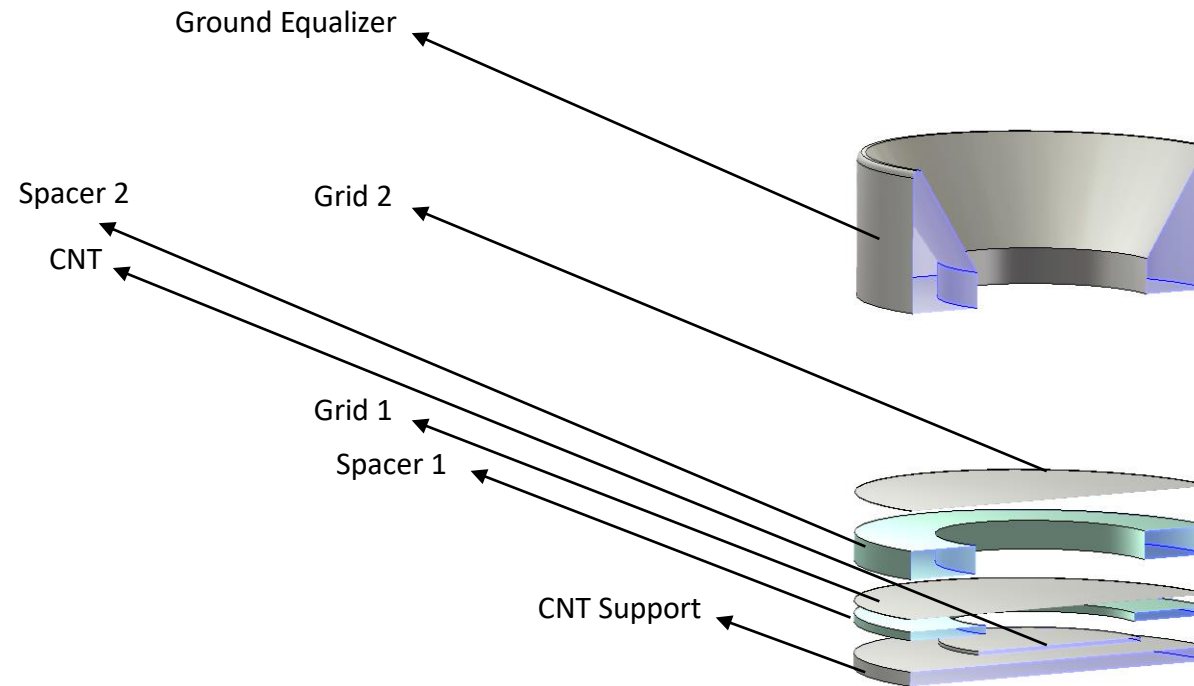 Ground Equalizer
Spacer 2
Grid 2
CNT
Grid 1
Spacer 1
CNT Support